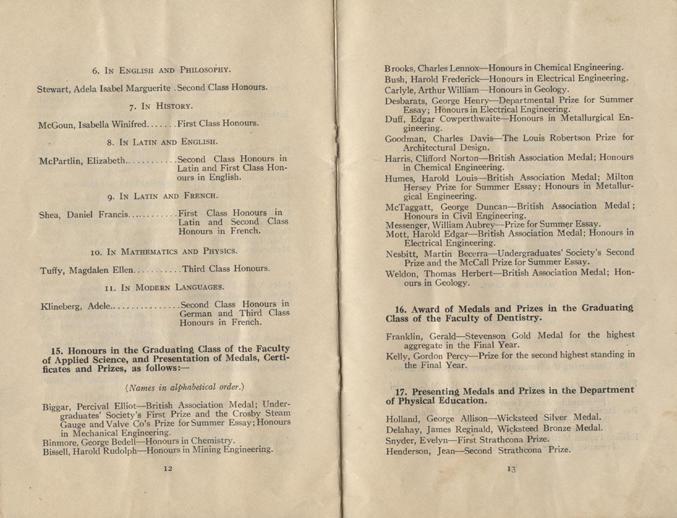 6. In English and Philosophy.
Stewart, Adela Isabel Marguerite .Second Class Honours.
7. In History.
McGoun, Isabella Winifred.......First Class Honours.
8. In Latin and English.
McPartlin, Elizabeth............Second Class Honours in
Latin and First Class Hon-
ours in English.
9. In Latin and French.
Shea, Daniel Francis............First Class Honours in
Latin and Second Class
Honours in French.
10. In Mathematics and Physics.
Tuffy, Magdalen Ellen...........Third Class Honours.
11. In Modern Languages.
Klineberg, Adele................Second Class Honours in
German and Third Class
Honours in French.
15. Honours in the Graduating Class of the Faculty
of Applied Science, and Presentation of Medals, Certi-
ficates and Prizes, as follows:—
(Names in alphabetical order.)
Biggar, Percival Elliot—British Association Medal; Under-
graduates' Society's First Prize and the Crosby Steam
Gauge and Valve Co's Prize for Summer Essay; Honours
in Mechanical Engineering.
Binmore, George Bedell—Honours in Chemistry.
Bissell, Harold Rudolph—Honours in Mining Engineering.
12
Brooks, Charles Lennox—Honours in Chemical Engineering.
Bush, Harold Frederick—Honours in Electrical Engineering.
Carlyle, Arthur William—Honours in Geology.
Desbarats, George Henry—Departmental Prize for Summer
Essay; Honours in Electrical Engineering.
Duff, Edgar Cowperthwaite—Honours in Metallurgical En-
gineering.
Goodman, Charles Davis—The Louis Robertson Prize for
Architectural Design.
Harris, Clifford Norton—British Association Medal; Honours
in Chemical Engineering.
Humes, Harold Louis—British Association Medal; Milton
Hersey Prize for Summer Essay; Honours in Metallur-
gical Engineering.
McTaggatt, George Duncan—British Association Medal;
Honours in Civil Engineering.
Messenger, William Aubrey—Prize for Summer Essay.
Mott, Harold Edgar—British Association Medal; Honours in
Electrical Engineering.
Nesbitt, Martin Becerra—Undergraduates' Society's Second
Prize and the McCall Prize for Summer Essay.
Weldon, Thomas Herbert—British Association Medal; Hon-
ours in Geology.
16. Award of Medals and Prizes in the Graduating
Class of the Faculty of Dentistry.
Franklin, Gerald—Stevenson Gold Medal for the highest
aggregate in the Final Year.
Kelly, Gordon Percy—Prize for the second highest standing in
the Final Year.
17. Presenting Medals and Prizes in the Department
of Physical Education.
Holland, George Allison—Wicksteed Silver Medal.
Delahay, James Reginald, Wicksteed Bronze Medal.
Snyder, Evelyn—First Strathcona Prize.
Henderson, Jean—Second Strathcona Prize.
13